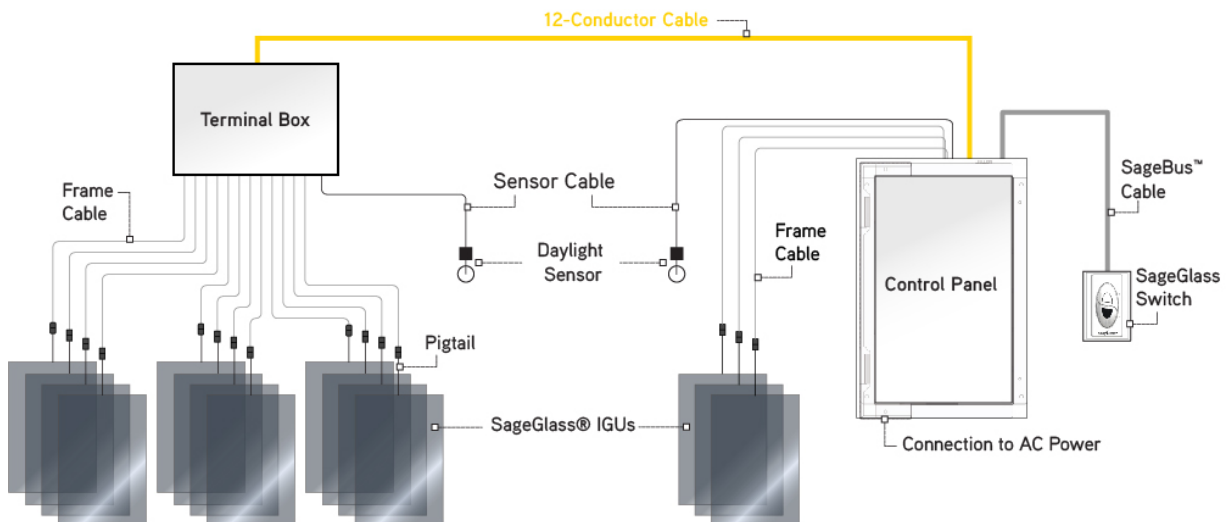 12-Conductor Cable
Terminal Box
Frame
Cable
Sensor Cable
Daylight
Sensor
Frame
Cable
Control Panel
SageBus™
Cable
SageGlass
Switch
Pigtail
SageGlass® IGUs
Connection to AC Power